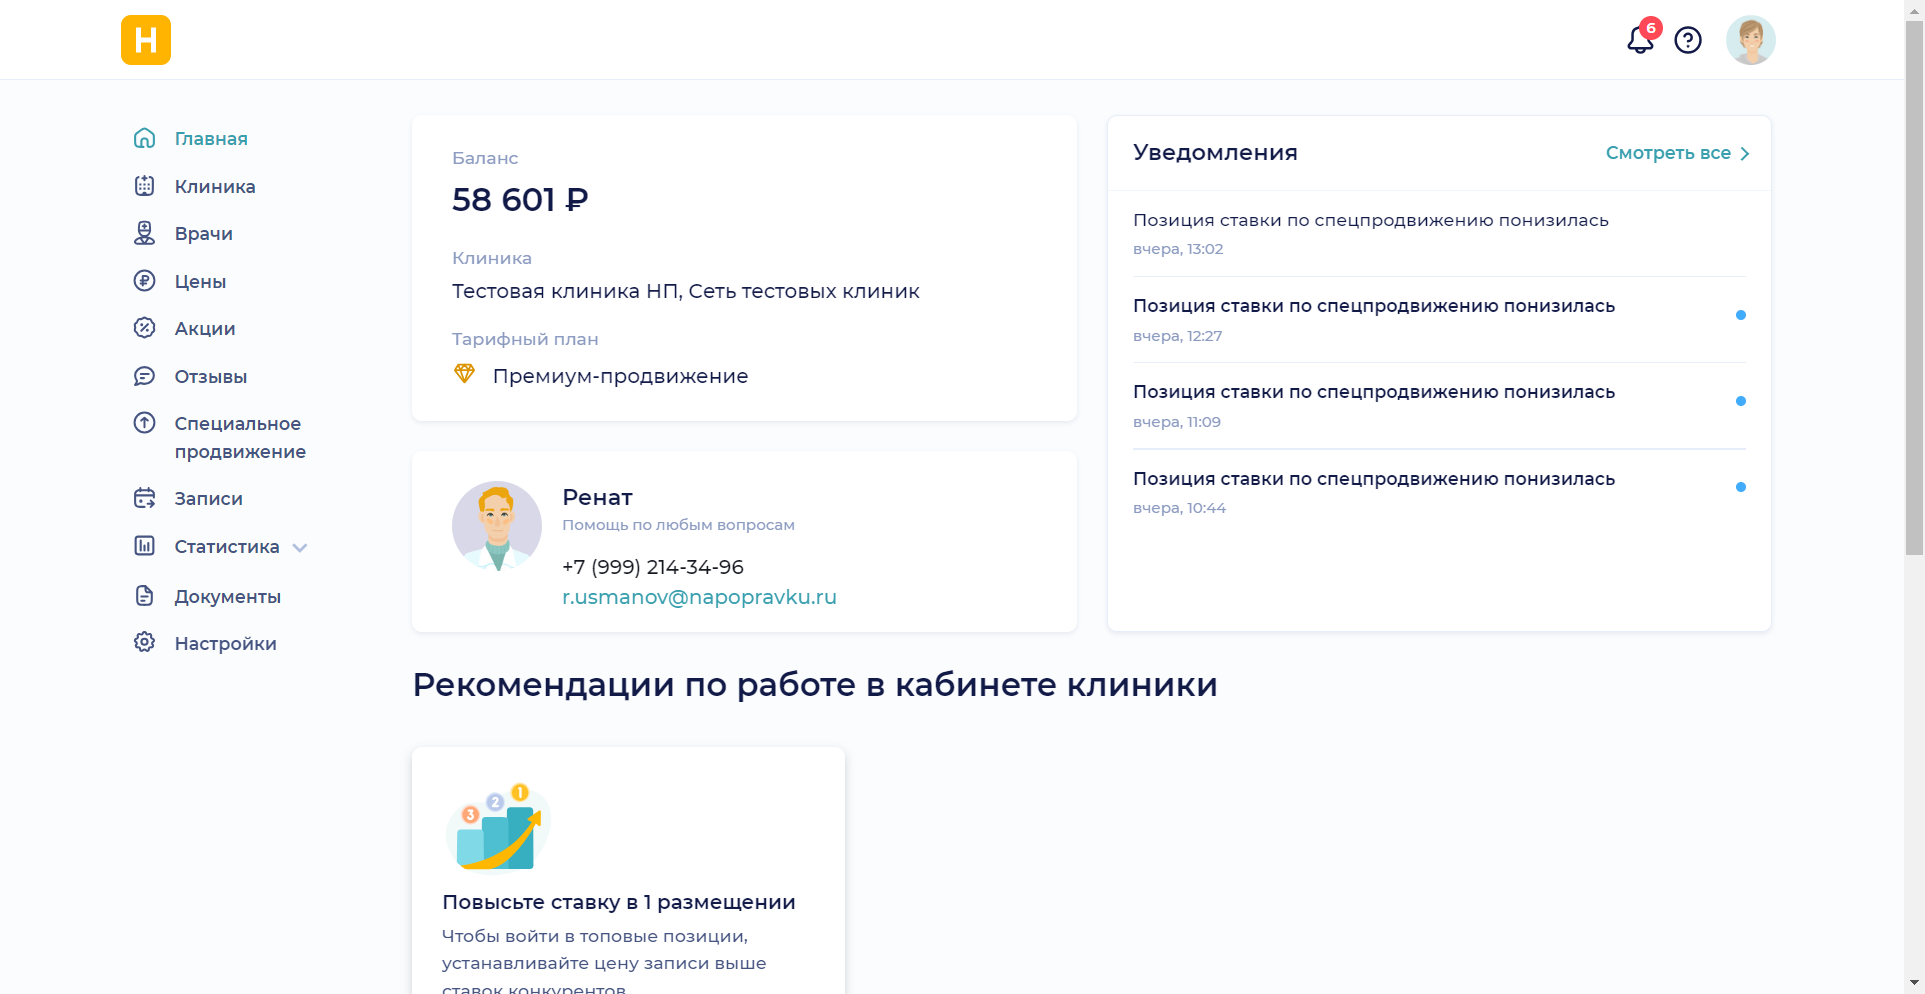 Н
6
Главная
Клиника
Врачи
Цены
Акции
Отзывы
Специальное
продвижение
Записи
Статистика
Документы
Настройки
Баланс
58 601 ₽
Клиника
Тестовая клиника НП, Сеть тестовых клиник
Тарифный план
Премиум-продвижение
Ренат
Помощь по любым вопросам
+7 (999) 214-34-96
r.usmanov@napopravku.ru
Уведомления
Смотреть все
Позиция ставки по спецпродвижению понизилась
вчера, 13:02
Позиция ставки по спецпродвижению понизилась
вчера, 12:27
Позиция ставки по спецпродвижению понизилась
вчера, 11:09
Позиция ставки по спецпродвижению понизилась
вчера, 10:44
Рекомендации по работе в кабинете клиники
3 2 1
Повысьте ставку в 1 размещении
Чтобы войти в топовые позиции,
устанавливайте цену записи выше
ставок конкурентов